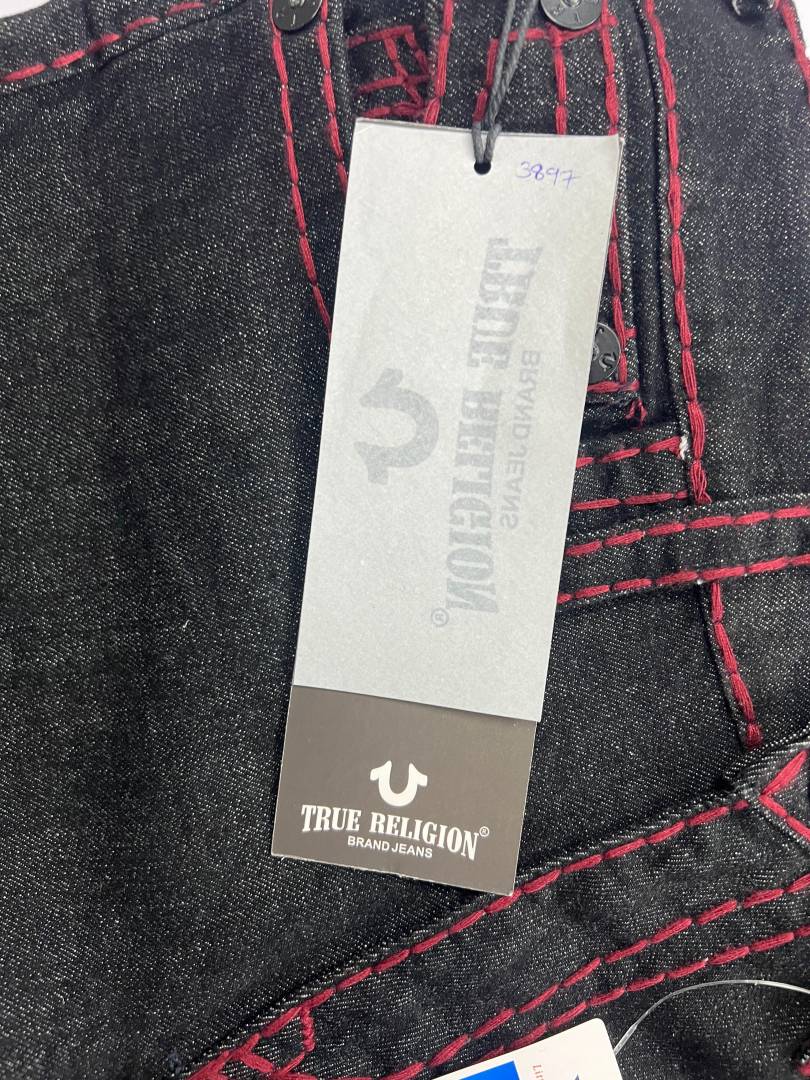 3897
TRUE RELIGION
BRAND JEANS
®
TRUE RELIGION®
BRAND JEANS